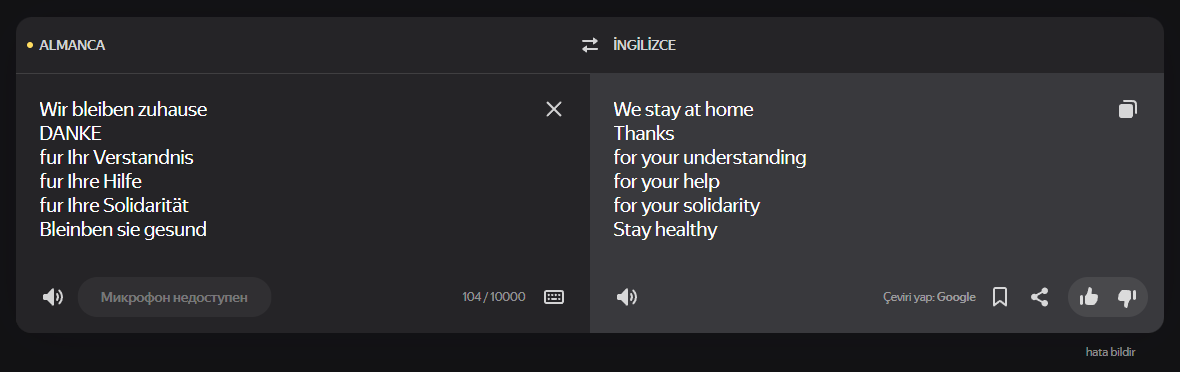 ALMANCA
İNGİLİZCE
Wir bleiben zuhause
DANKE
fur Ihr Verstandnis
fur Ihre Hilfe
fur Ihre Solidarität
Bleinben sie gesund
We stay at home
Thanks
for your understanding
for your help
for your solidarity
Stay healthy
Микрофон недоступен
104 / 10000
Çeviri yap: Google
hata bildir